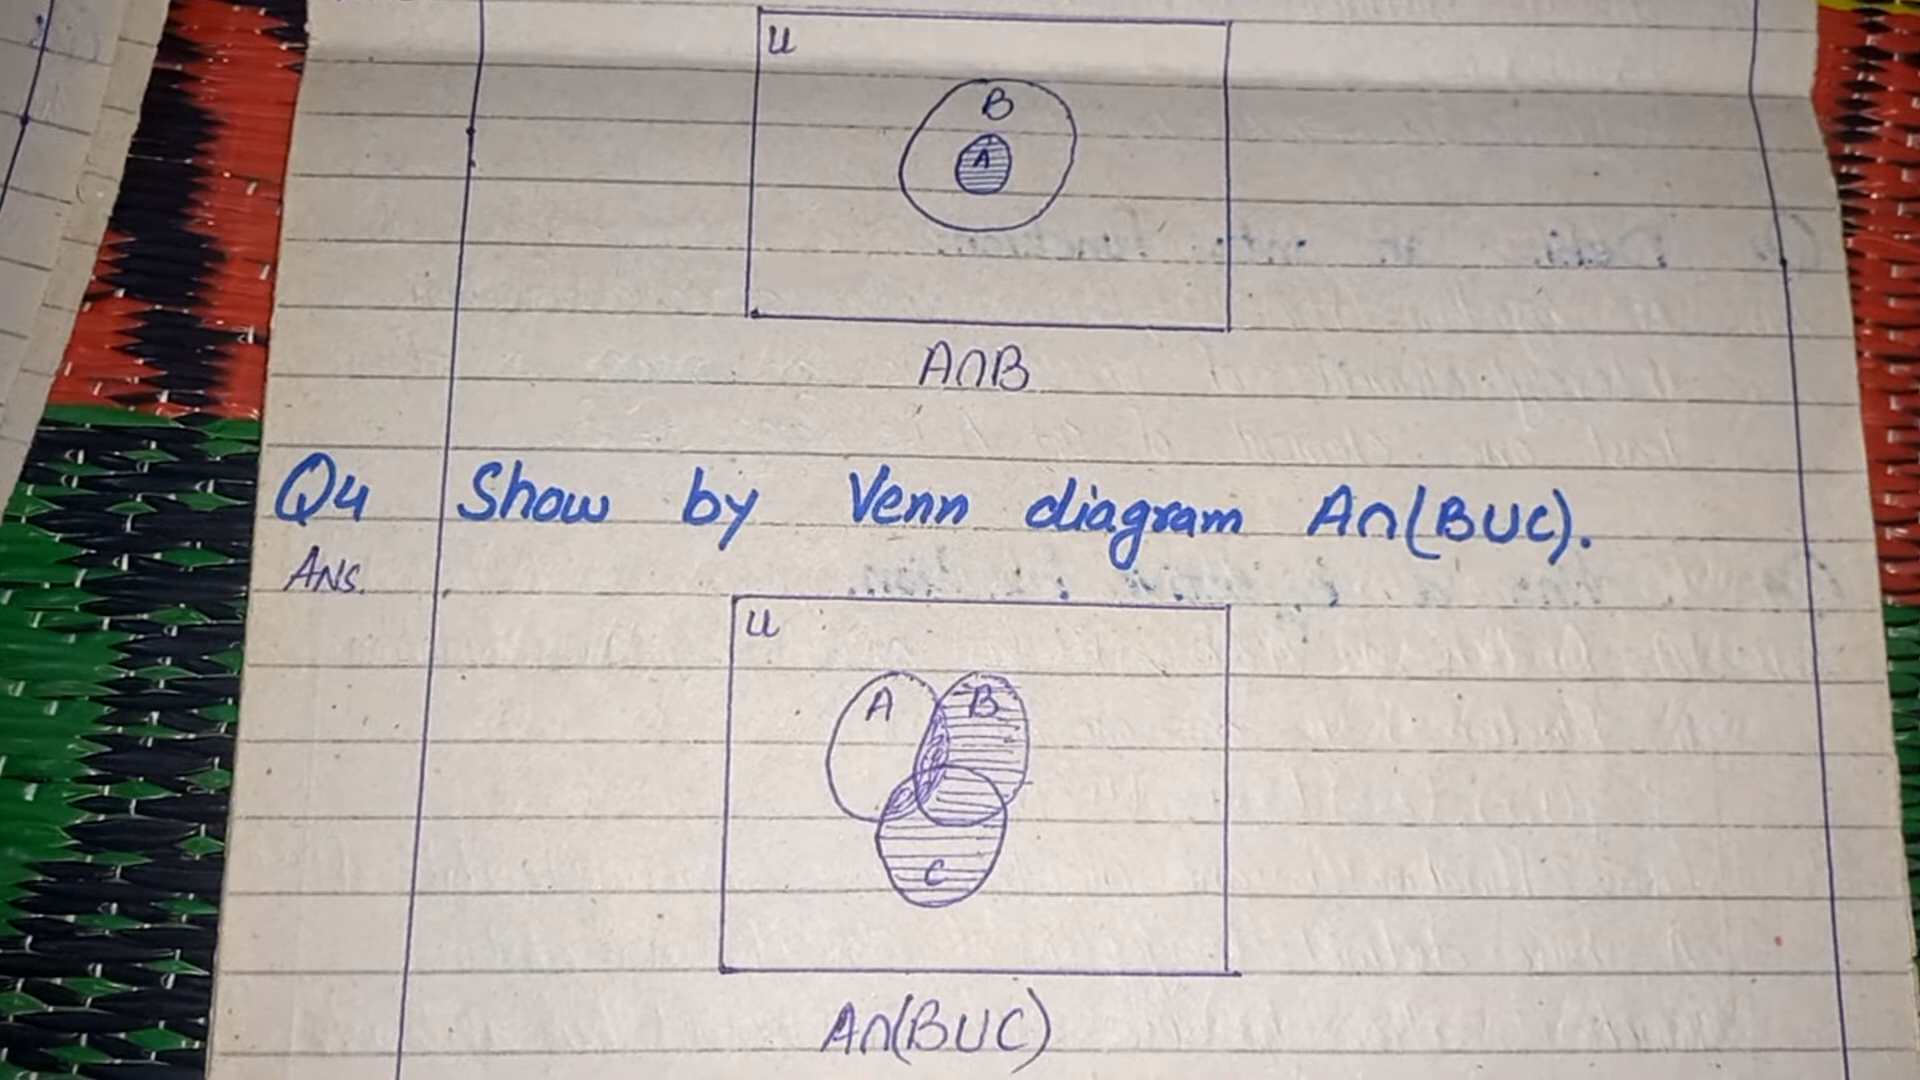 U
B
A
A∩B
Q4 Show by Venn diagram A∩(BUC).
Ans.
U
A B
C
A∩(BUC)